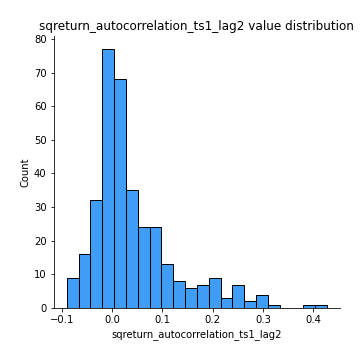 sqreturn_autocorrelation_ts1_lag2 value distribution
80
70
60
50
40
30
20
10
0
Count
-0.1 0.0 0.1 0.2 0.3 0.4
sqreturn_autocorrelation_ts1_lag2